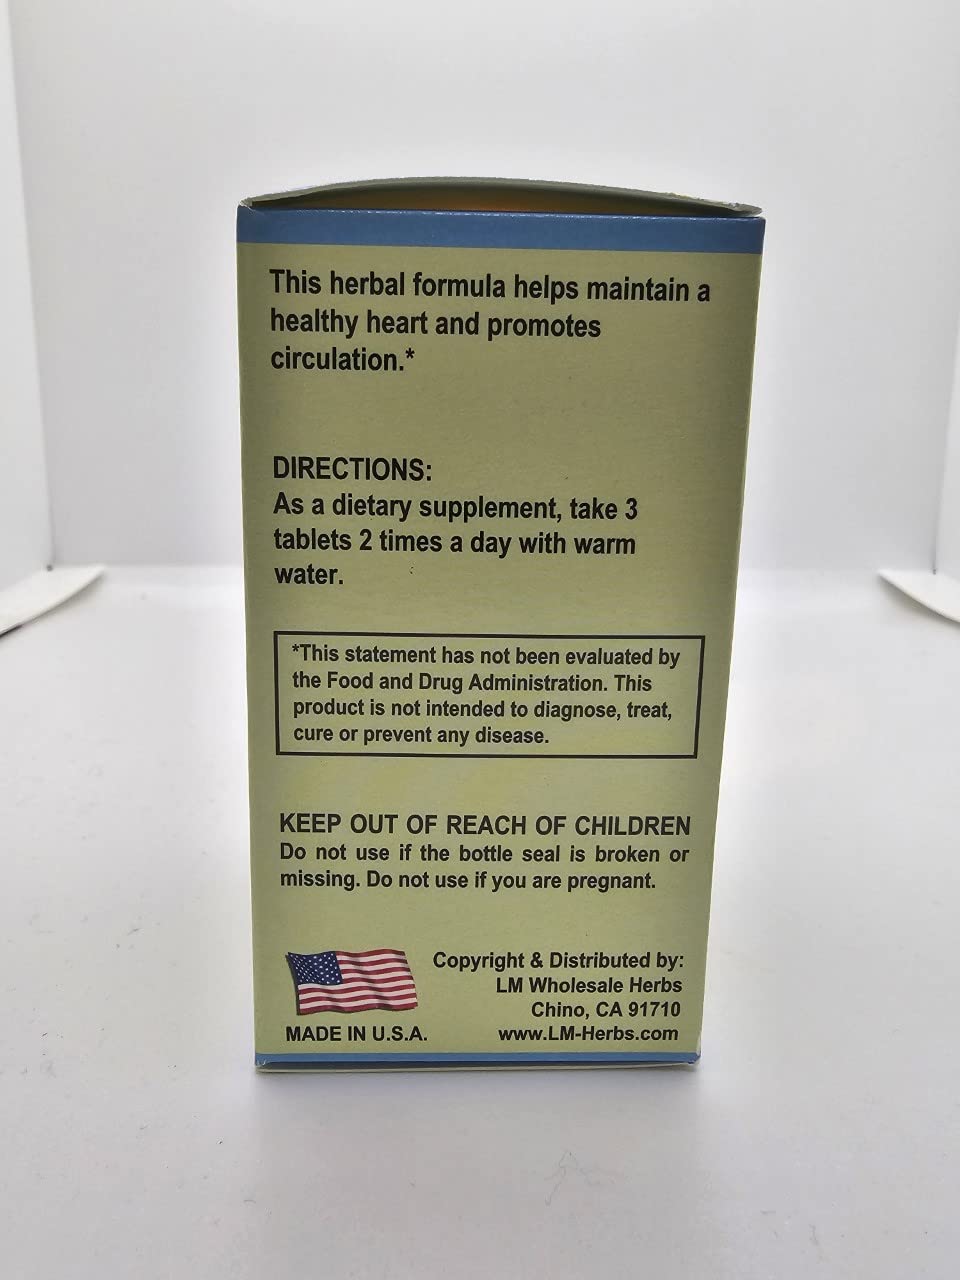 This herbal formula helps maintain a
healthy heart and promotes
circulation.*
DIRECTIONS:
As a dietary supplement, take 3
tablets 2 times a day with warm
water.
*This statement has not been evaluated by
the Food and Drug Administration. This
product is not intended to diagnose, treat,
cure or prevent any disease.
KEEP OUT OF REACH OF CHILDREN
Do not use if the bottle seal is broken or
missing. Do not use if you are pregnant.
Copyright & Distributed by:
LM Wholesale Herbs
Chino, CA 91710
MADE IN U.S.A.
www.LM-Herbs.com